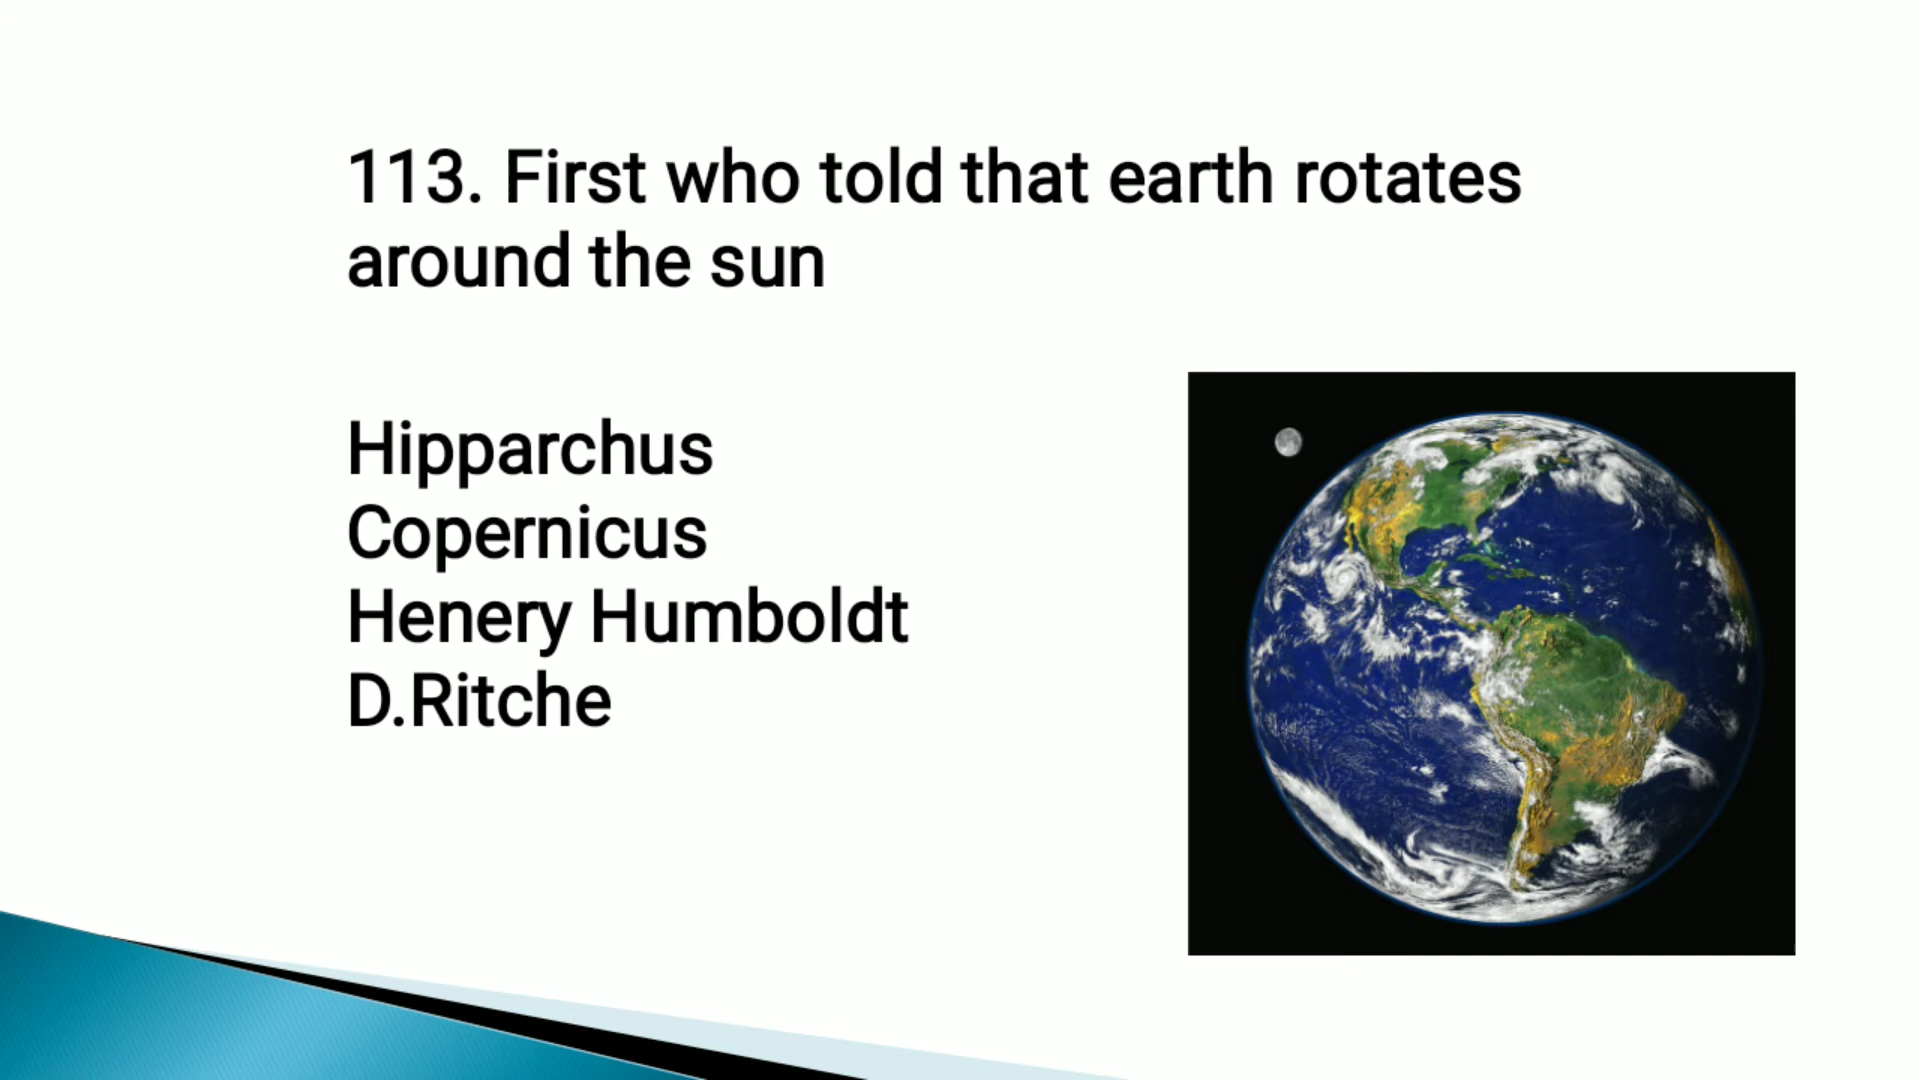 113. First who told that earth rotates
around the sun
Hipparchus
Copernicus
Henery Humboldt
D.Ritche